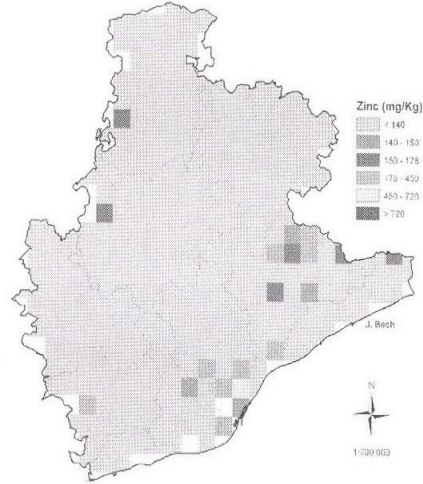 Zinc (mg/Kg)
< 140
140 - 150
150 - 175
175 - 450
450 - 720
> 720
J. Bech
N
1:700.000